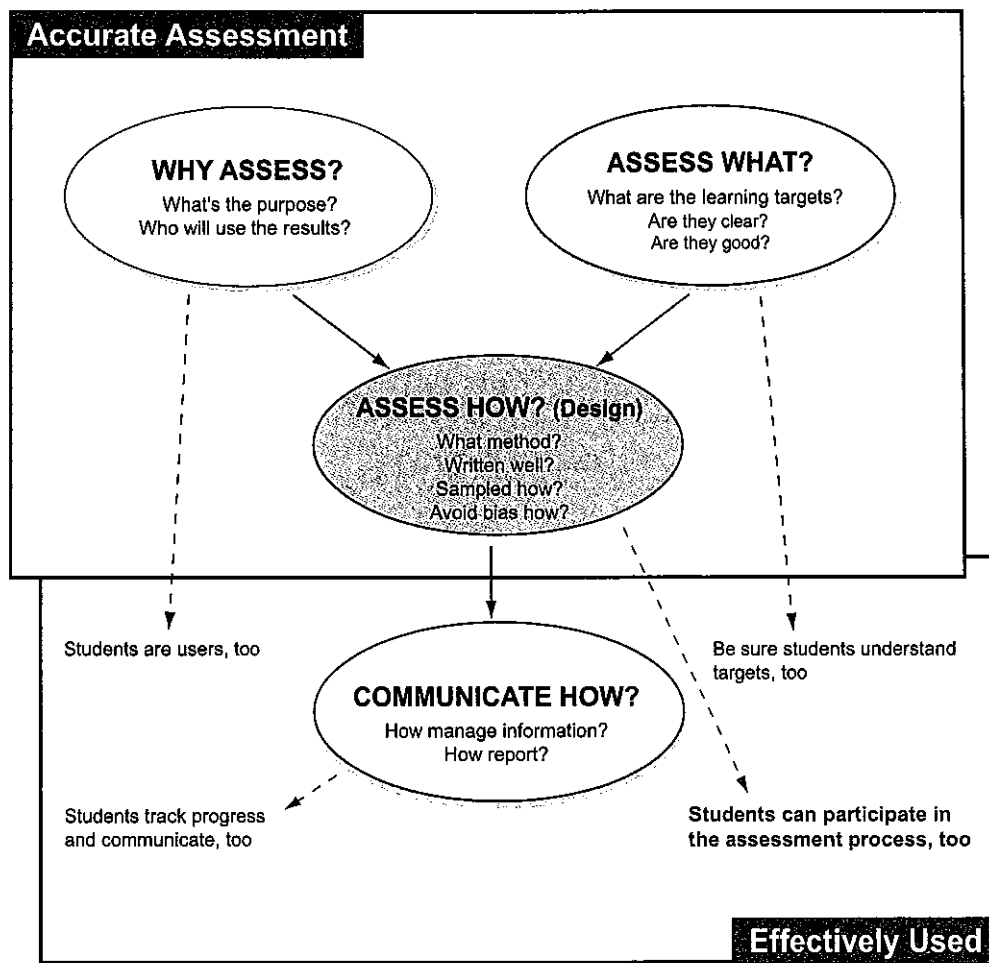 Accurate Assessment
WHY ASSESS?
What's the purpose?
Who will use the results?
ASSESS WHAT?
What are the learning targets?
Are they clear?
Are they good?
ASSESS HOW? (Design)
What method?
Written well?
Sampled how?
Avoid bias how?
Students are users, too
Be sure students understand
targets, too
COMMUNICATE HOW?
How manage information?
How report?
Students track progress
and communicate, too
Students can participate in
the assessment process, too
Effectively Used